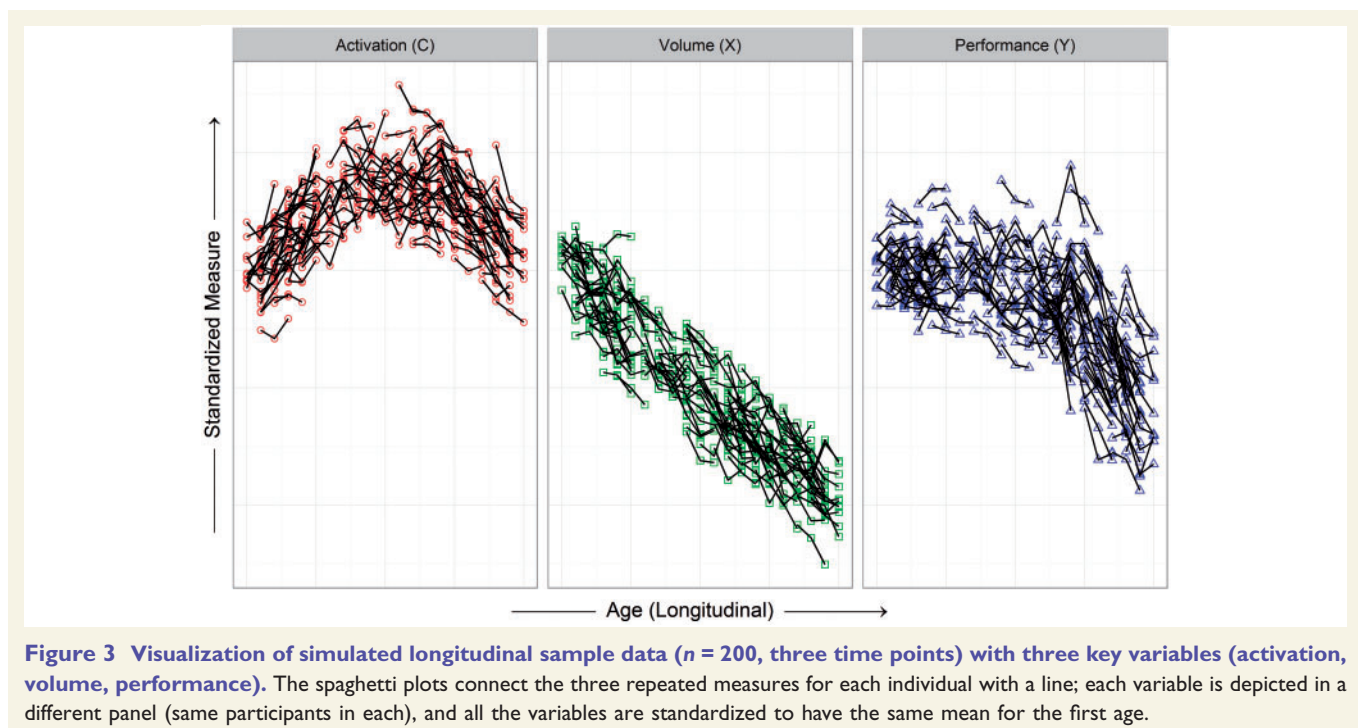 Activation (C)
Volume (X)
Performance (Y)
Standardized Measure
Age (Longitudinal)
Figure 3 Visualization of simulated longitudinal sample data (n = 200, three time points) with three key variables (activation,
volume, performance). The spaghetti plots connect the three repeated measures for each individual with a line; each variable is depicted in a
different panel (same participants in each), and all the variables are standardized to have the same mean for the first age.